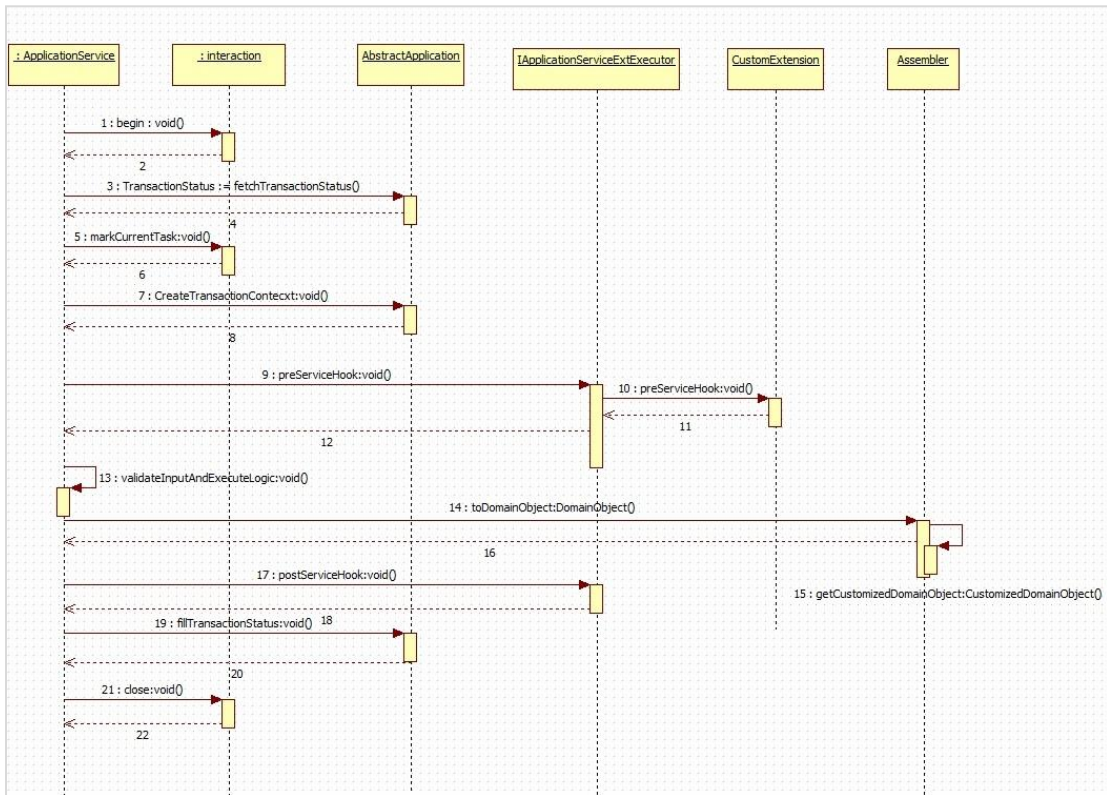 : ApplicationService
: interaction
AbstractApplication
IApplicationServiceExtExecutor
CustomExtension
Assembler
1 : begin : void()
2
3 : TransactionStatus := fetchTransactionStatus()
4
5 : markCurrentTask:void()
6
7 : CreateTransactionContecxt:void()
8
9 : preServiceHook:void()
10 : preServiceHook:void()
11
12
13 : validateInputAndExecuteLogic:void()
14 : toDomainObject:DomainObject()
16
17 : postServiceHook:void()
15 : getCustomizedDomainObject:CustomizedDomainObject()
18
19 : fillTransactionStatus:void()
20
21 : close:void()
22